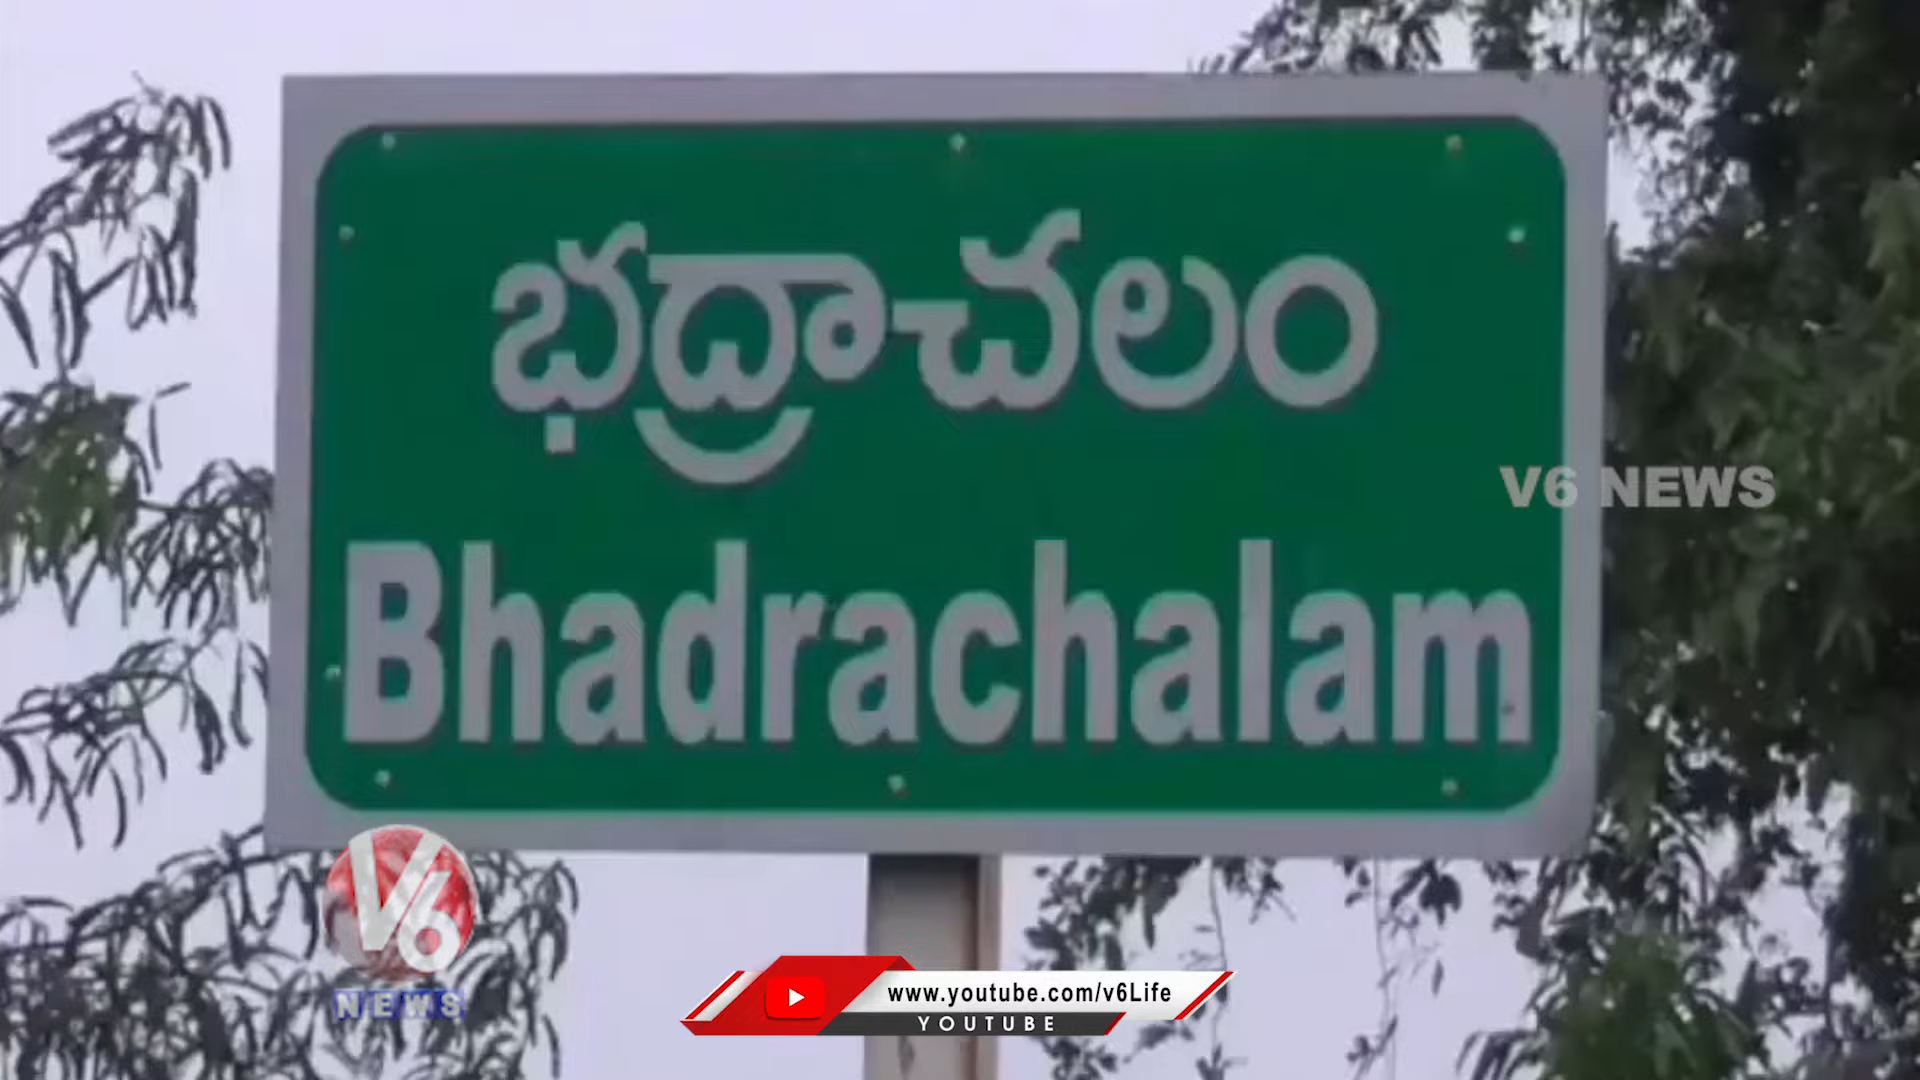 భద్రాచలం
V6 NEWS
Bhadrachalam
V6
NEWS
www.youtube.com/v6Life
YOUTUBE